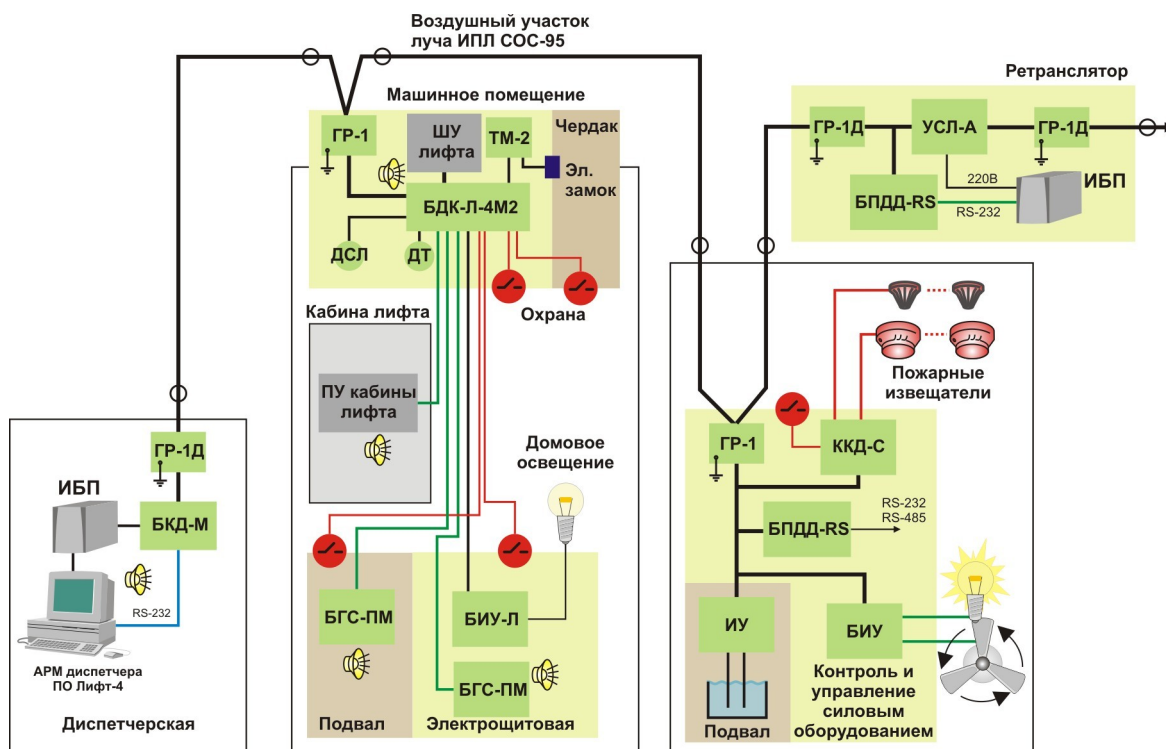 Воздушный участок
луча ИПЛ СОС-95
Ретранслятор
ГР-1Д
УСЛ-А
ГР-1Д
220В
ИБП
БПДД-RS
RS-232
Машинное помещение
ГР-1
ШУ
лифта
ТМ-2
Чердак
Эл.
замок
БДК-Л-4М2
ДСЛ
ДТ
Охрана
Кабина лифта
ПУ кабины
лифта
Домовое
освещение
БГС-ПМ
БИУ-Л
БГС-ПМ
Подвал
Электрощитовая
ГР-1Д
ИБП
БКД-М
RS-232
АРМ диспетчера
ПО Лифт-4
Диспетчерская
Пожарные
извещатели
ГР-1
ККД-С
БПДД-RS
RS-232
RS-485
ИУ
БИУ
Подвал
Контроль и
управление
силовым
оборудованием